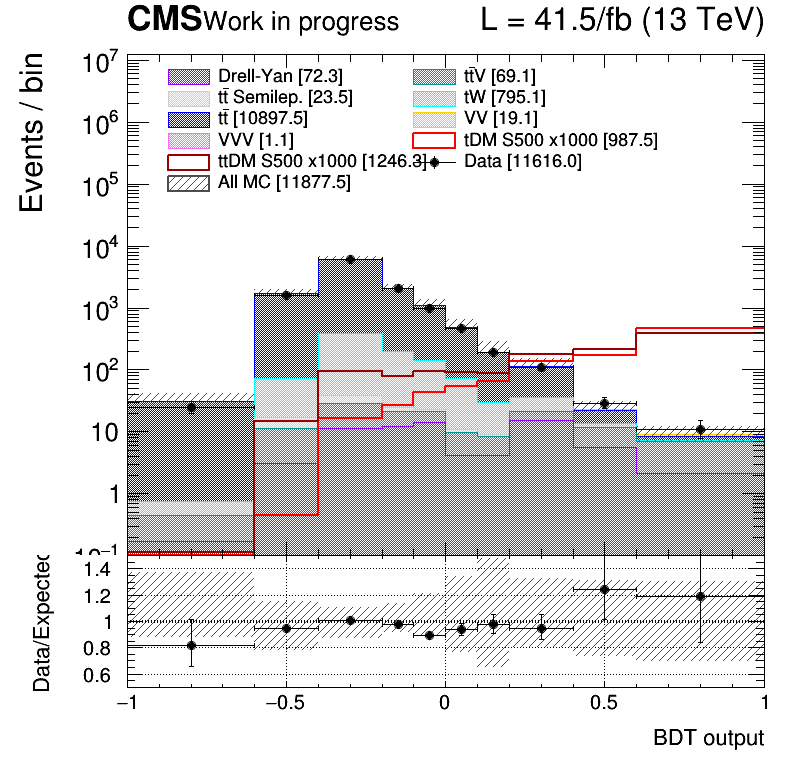 CMS Work in progress L = 41.5/fb (13 TeV)
Events / bin
10⁷
10⁶
10⁵
10⁴
10³
10²
10
1
10⁻¹
Drell-Yan [72.3] tt̄V [69.1]
tt̄ Semilep. [23.5] tW [795.1]
tt̄ [10897.5] VV [19.1]
VVV [1.1] tDM S500 x1000 [987.5]
ttDM S500 x1000 [1246.3] Data [11616.0]
All MC [11877.5]
Data/Expected
1.4
1.2
1
0.8
0.6
−1 −0.5 0 0.5 1
BDT output